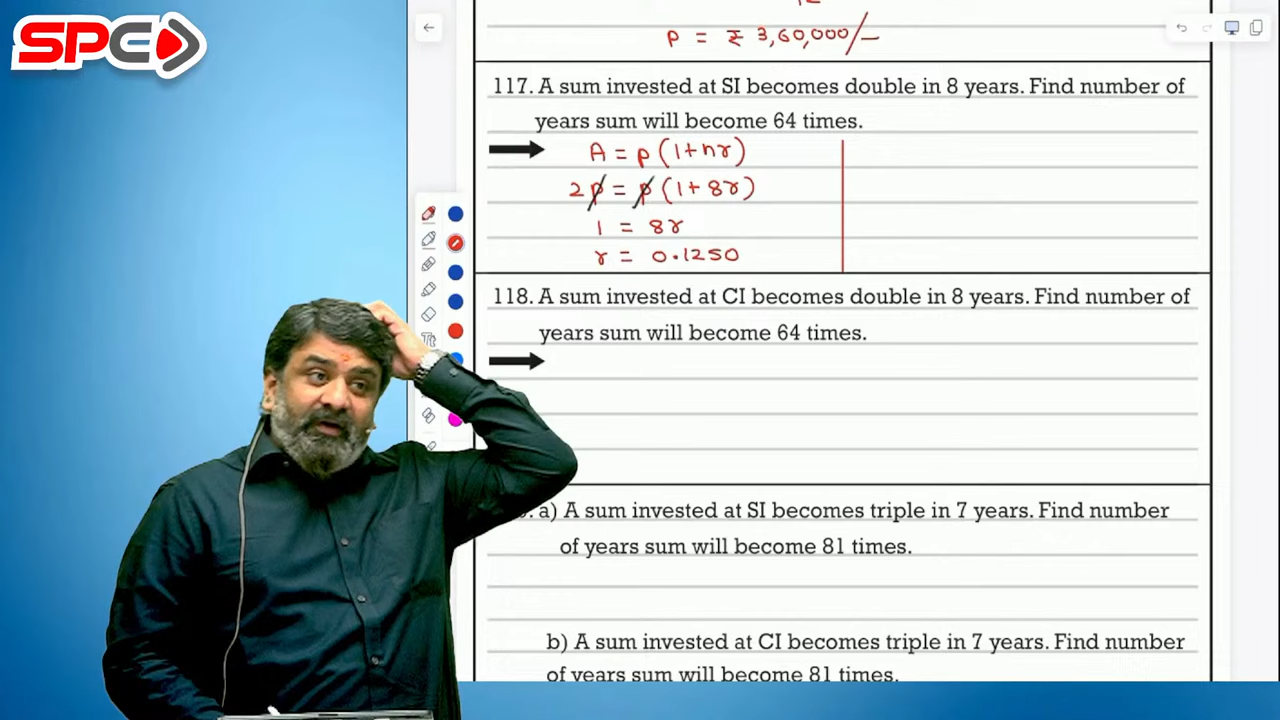 SPC
P = ₹ 3,60,000/-
117. A sum invested at SI becomes double in 8 years. Find number of
years sum will become 64 times.
A = P (1+nr)
2P = P (1+8r)
1 = 8r
r = 0.1250
118. A sum invested at CI becomes double in 8 years. Find number of
years sum will become 64 times.
a) A sum invested at SI becomes triple in 7 years. Find number
of years sum will become 81 times.
b) A sum invested at CI becomes triple in 7 years. Find number
of years sum will become 81 times.
Tt